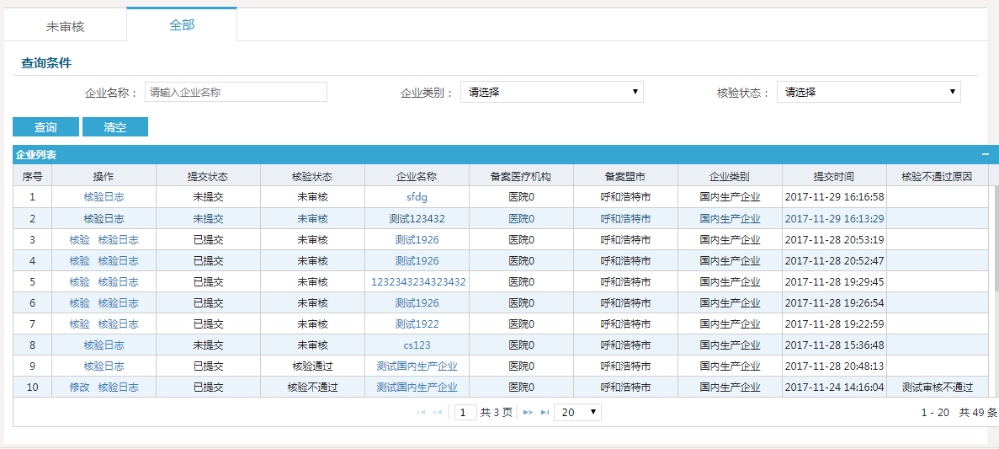 未审核 全部
查询条件
企业名称： 请输入企业名称 企业类别： 请选择 核验状态： 请选择
查询 清空
企业列表
序号 操作 提交状态 核验状态 企业名称 备案医疗机构 备案盟市 企业类别 提交时间 核验不通过原因
1 核验日志 未提交 未审核 sfdg 医院0 呼和浩特市 国内生产企业 2017-11-29 16:16:58
2 核验日志 未提交 未审核 测试123432 医院0 呼和浩特市 国内生产企业 2017-11-29 16:13:29
3 核验 核验日志 已提交 未审核 测试1926 医院0 呼和浩特市 国内生产企业 2017-11-28 20:53:19
4 核验 核验日志 已提交 未审核 测试1926 医院0 呼和浩特市 国内生产企业 2017-11-28 20:52:47
5 核验 核验日志 已提交 未审核 1232343234323432 医院0 呼和浩特市 国内生产企业 2017-11-28 19:29:45
6 核验 核验日志 已提交 未审核 测试1926 医院0 呼和浩特市 国内生产企业 2017-11-28 19:26:54
7 核验 核验日志 已提交 未审核 测试1922 医院0 呼和浩特市 国内生产企业 2017-11-28 19:22:59
8 核验日志 未提交 未审核 cs123 医院0 呼和浩特市 国内生产企业 2017-11-28 15:36:48
9 核验日志 已提交 核验通过 测试国内生产企业 医院0 呼和浩特市 国内生产企业 2017-11-28 20:48:13
10 修改 核验日志 已提交 核验不通过 测试国内生产企业 医院0 呼和浩特市 国内生产企业 2017-11-24 14:16:04 测试审核不通过
1 共 3 页 20 1 - 20 共 49 条